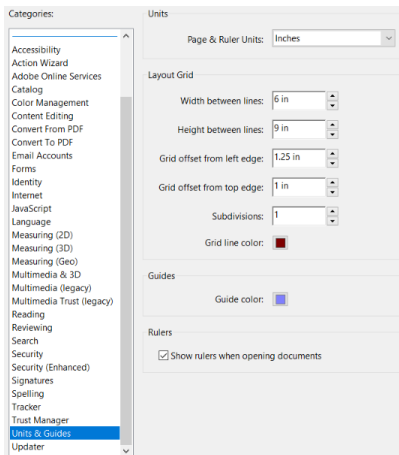 Categories:
Accessibility
Action Wizard
Adobe Online Services
Catalog
Color Management
Content Editing
Convert From PDF
Convert To PDF
Email Accounts
Forms
Identity
Internet
JavaScript
Language
Measuring (2D)
Measuring (3D)
Measuring (Geo)
Multimedia & 3D
Multimedia (legacy)
Multimedia Trust (legacy)
Reading
Reviewing
Search
Security
Security (Enhanced)
Signatures
Spelling
Tracker
Trust Manager
Units & Guides
Updater
Units
Page & Ruler Units: Inches
Layout Grid
Width between lines: 6 in
Height between lines: 9 in
Grid offset from left edge: 1.25 in
Grid offset from top edge: 1 in
Subdivisions: 1
Grid line color:
Guides
Guide color:
Rulers
Show rulers when opening documents